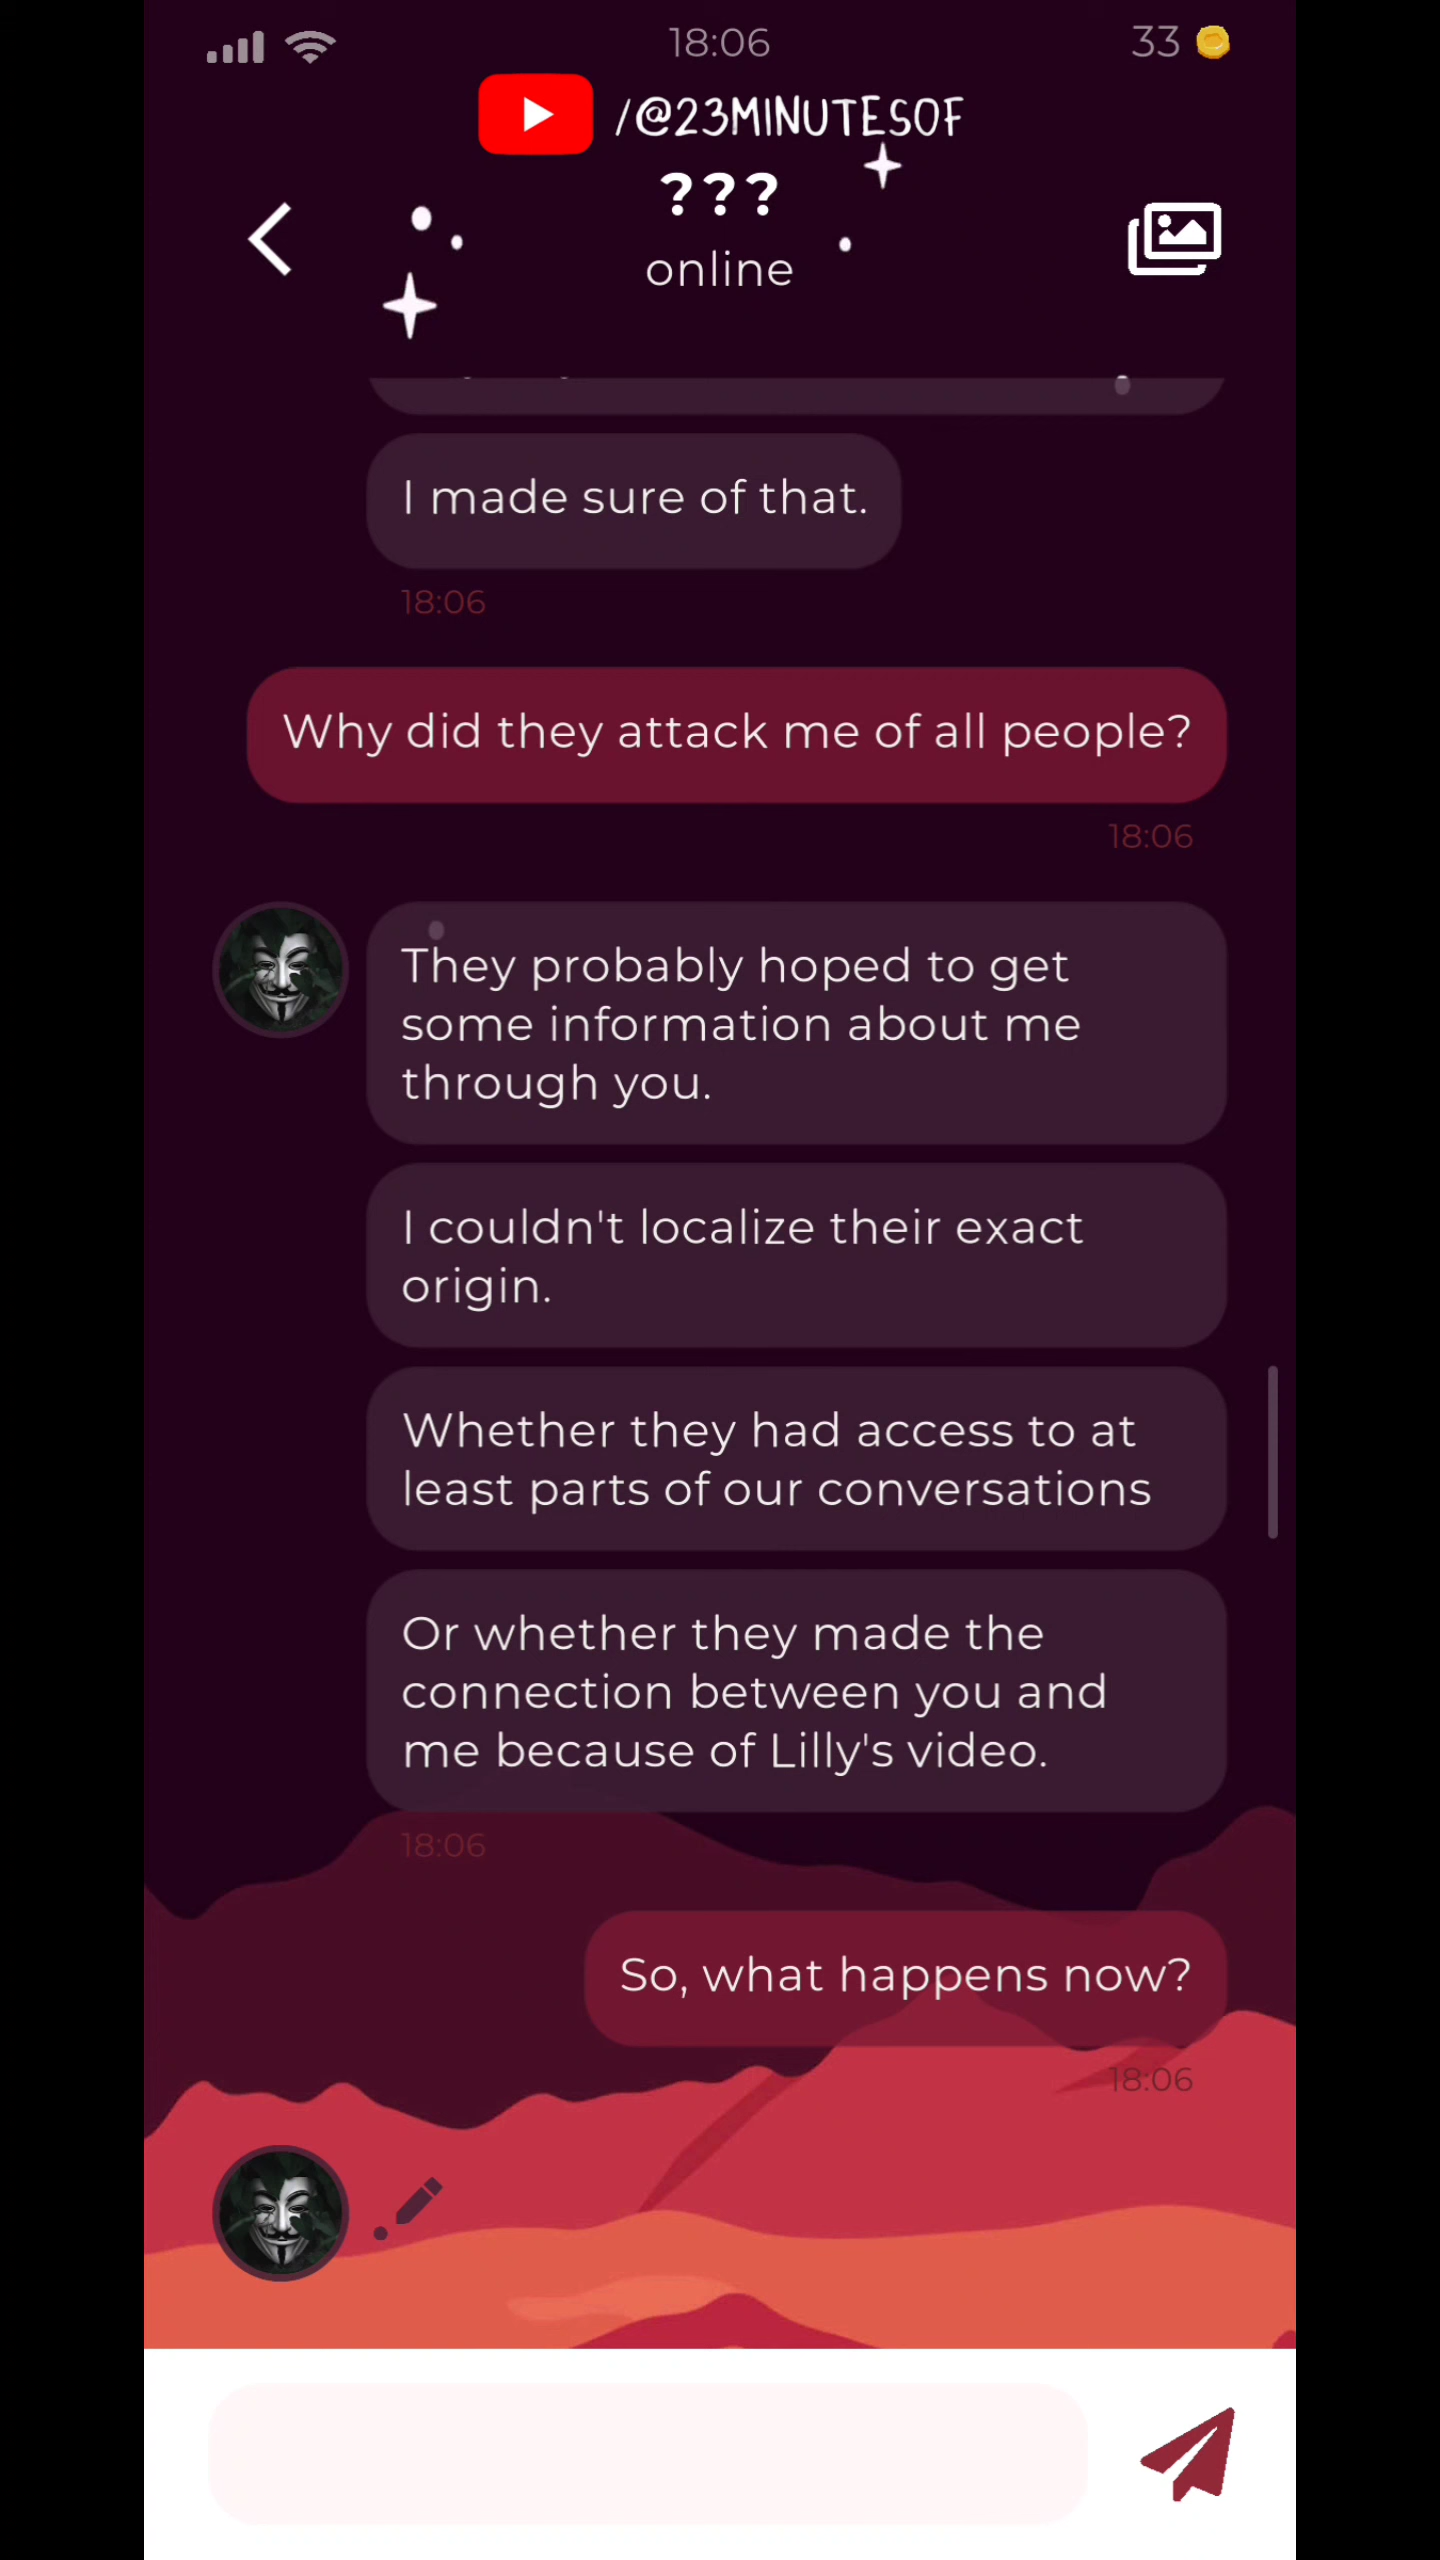 18:06
33
/@23MINUTESOF
???
online
I made sure of that.
18:06
Why did they attack me of all people?
18:06
They probably hoped to get
some information about me
through you.
I couldn't localize their exact
origin.
Whether they had access to at
least parts of our conversations
Or whether they made the
connection between you and
me because of Lilly's video.
18:06
So, what happens now?
18:06